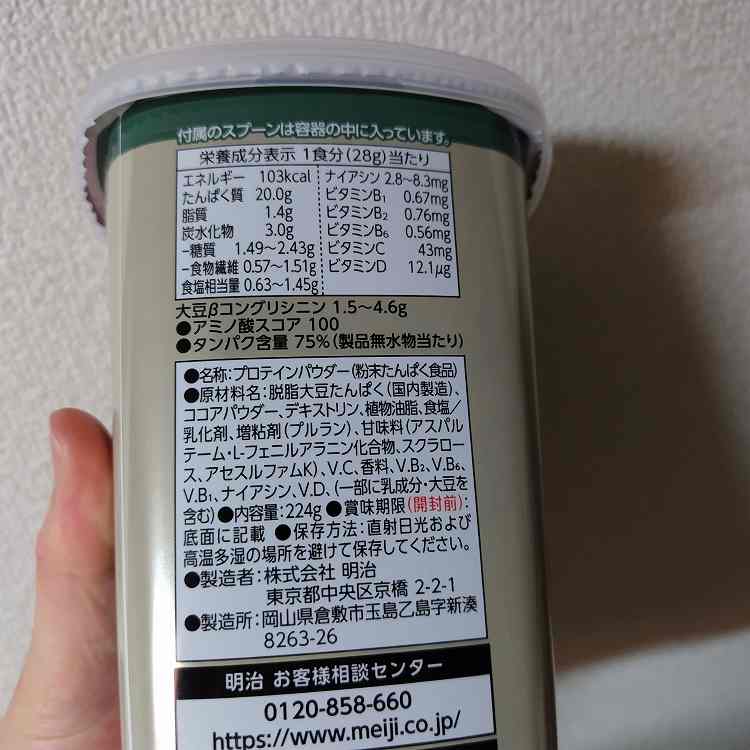 付属のスプーンは容器の中に入っています。
栄養成分表示 1食分(28g)当たり
エネルギー 103kcal
たんぱく質 20.0g
脂質 1.4g
炭水化物 3.0g
-糖質 1.49〜2.43g
-食物繊維 0.57〜1.51g
食塩相当量 0.63〜1.45g
ナイアシン 2.8〜8.3mg
ビタミンB₁ 0.67mg
ビタミンB₂ 0.76mg
ビタミンB₆ 0.56mg
ビタミンC 43mg
ビタミンD 12.1μg
大豆βコングリシニン 1.5〜4.6g
●アミノ酸スコア 100
●タンパク含量 75%(製品無水物当たり)
●名称:プロテインパウダー(粉末たんぱく食品)
●原材料名:脱脂大豆たんぱく(国内製造)、
ココアパウダー、デキストリン、植物油脂、食塩/
乳化剤、増粘剤(プルラン)、甘味料(アスパル
テーム・L-フェニルアラニン化合物、スクラロー
ス、アセスルファムK)、V.C、香料、V.B₂、V.B₆、
V.B₁、ナイアシン、V.D、(一部に乳成分・大豆を
含む) ●内容量:224g ●賞味期限(開封前):
底面に記載 ●保存方法:直射日光および
高温多湿の場所を避けて保存してください。
●製造者:株式会社 明治
東京都中央区京橋 2-2-1
●製造所:岡山県倉敷市玉島乙島字新湊
8263-26
明治 お客様相談センター
0120-858-660
https://www.meiji.co.jp/